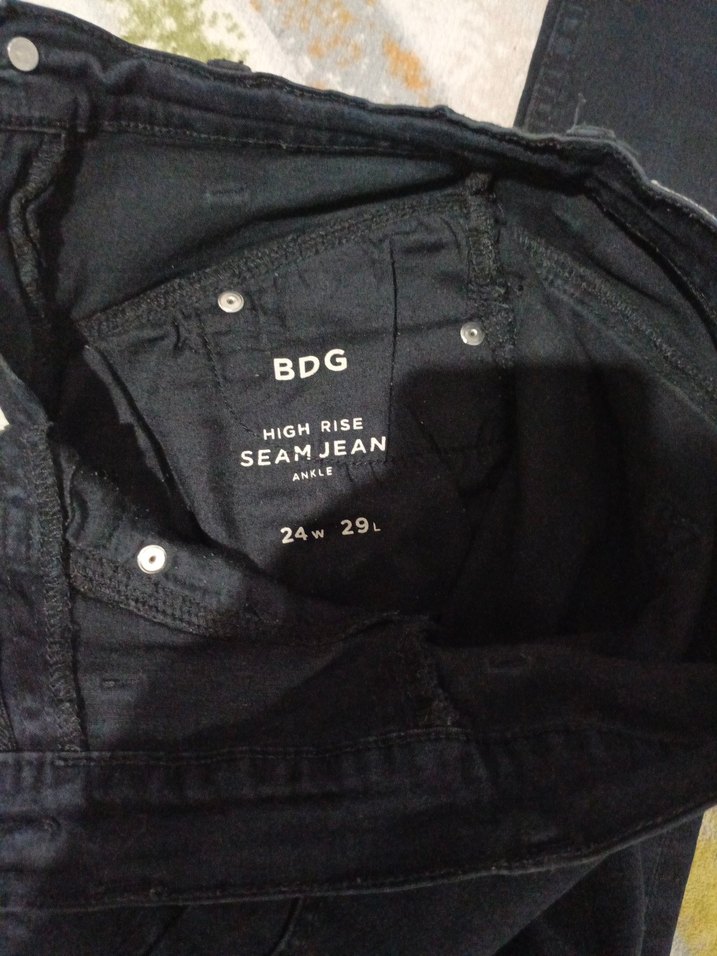 BDG
HIGH RISE
SEAM JEAN
ANKLE
24W 29L